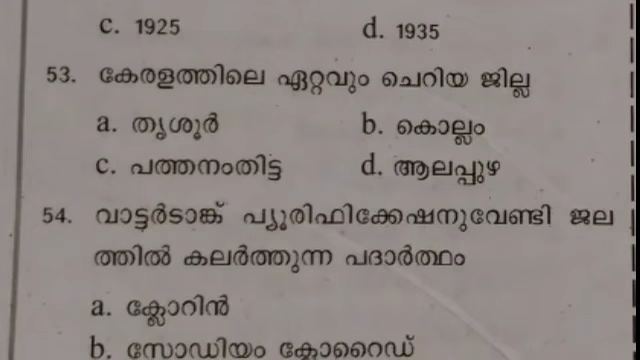 c. 1925 d. 1935
53. കേരളത്തിലെ ഏറ്റവും ചെറിയ ജില്ല
a. തൃശൂർ b. കൊല്ലം
c. പത്തനംതിട്ട d. ആലപ്പുഴ
54. വാട്ടർടാങ്ക് പ്യൂരിഫിക്കേഷനുവേണ്ടി ജല
ത്തിൽ കലർത്തുന്ന പദാർത്ഥം
a. ക്ലോറിൻ
b. സോഡിയം ക്ലോറൈഡ്